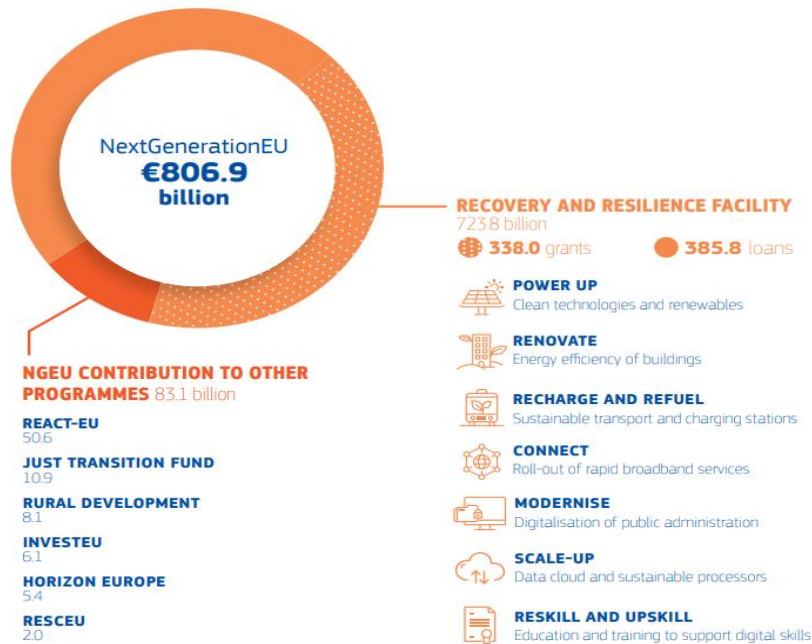 NextGenerationEU
€806.9
billion
RECOVERY AND RESILIENCE FACILITY
723.8 billion
338.0 grants
385.8 loans
POWER UP
Clean technologies and renewables
RENOVATE
Energy efficiency of buildings
RECHARGE AND REFUEL
Sustainable transport and charging stations
CONNECT
Roll-out of rapid broadband services
MODERNISE
Digitalisation of public administration
SCALE-UP
Data cloud and sustainable processors
RESKILL AND UPSKILL
Education and training to support digital skills
NGEU CONTRIBUTION TO OTHER
PROGRAMMES 83.1 billion
REACT-EU
50.6
JUST TRANSITION FUND
10.9
RURAL DEVELOPMENT
8.1
INVESTEU
6.1
HORIZON EUROPE
5.4
RESCEU
2.0